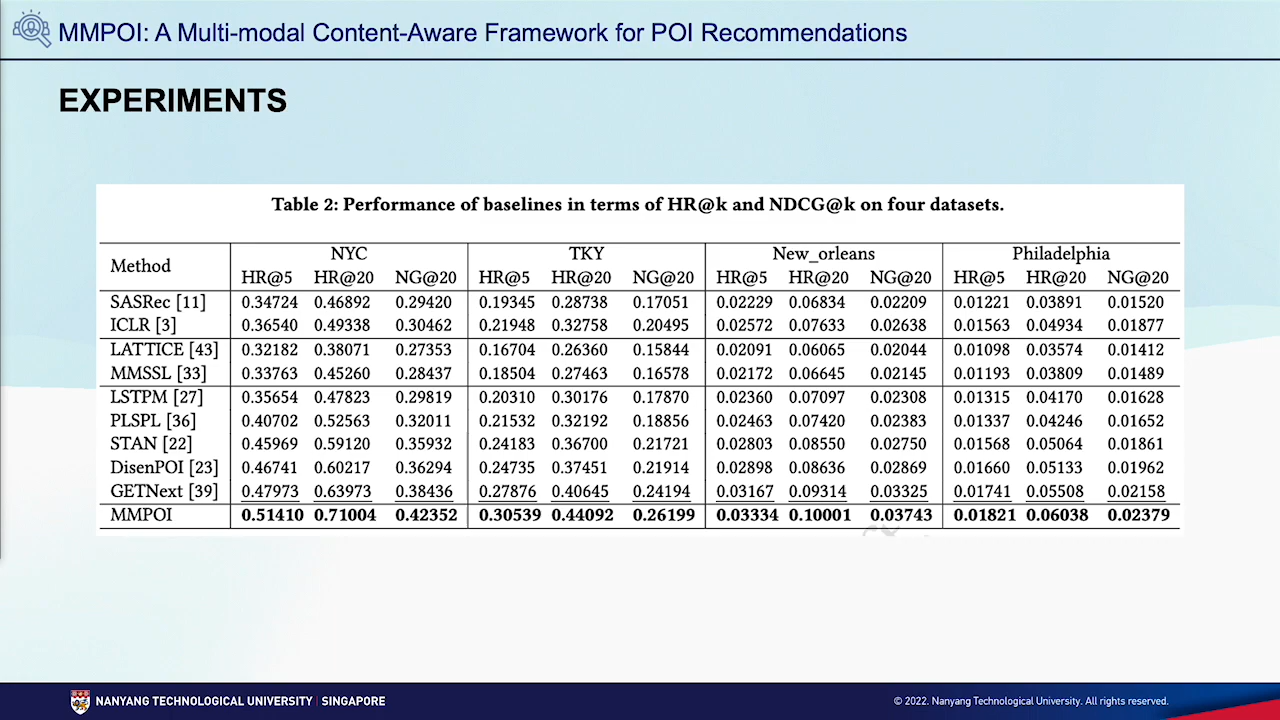 MMPOI: A Multi-modal Content-Aware Framework for POI Recommendations
EXPERIMENTS
Table 2: Performance of baselines in terms of HR@k and NDCG@k on four datasets.
Method NYC TKY New_orleans Philadelphia
HR@5 HR@20 NG@20 HR@5 HR@20 NG@20 HR@5 HR@20 NG@20 HR@5 HR@20 NG@20
SASRec [11] 0.34724 0.46892 0.29420 0.19345 0.28738 0.17051 0.02229 0.06834 0.02209 0.01221 0.03891 0.01520
ICLR [3] 0.36540 0.49338 0.30462 0.21948 0.32758 0.20495 0.02572 0.07633 0.02638 0.01563 0.04934 0.01877
LATTICE [43] 0.32182 0.38071 0.27353 0.16704 0.26360 0.15844 0.02091 0.06065 0.02044 0.01098 0.03574 0.01412
MMSSL [33] 0.33763 0.45260 0.28437 0.18504 0.27463 0.16578 0.02172 0.06645 0.02145 0.01193 0.03809 0.01489
LSTPM [27] 0.35654 0.47823 0.29819 0.20310 0.30176 0.17870 0.02360 0.07097 0.02308 0.01315 0.04170 0.01628
PLSPL [36] 0.40702 0.52563 0.32011 0.21532 0.32192 0.18856 0.02463 0.07420 0.02383 0.01337 0.04246 0.01652
STAN [22] 0.45969 0.59120 0.35932 0.24183 0.36700 0.21721 0.02803 0.08550 0.02750 0.01568 0.05064 0.01861
DisenPOI [23] 0.46741 0.60217 0.36294 0.24735 0.37451 0.21914 0.02898 0.08636 0.02869 0.01660 0.05133 0.01962
GETNext [39] 0.47973 0.63973 0.38436 0.27876 0.40645 0.24194 0.03167 0.09314 0.03325 0.01741 0.05508 0.02158
MMPOI 0.51410 0.71004 0.42352 0.30539 0.44092 0.26199 0.03334 0.10001 0.03743 0.01821 0.06038 0.02379
NANYANG TECHNOLOGICAL UNIVERSITY | SINGAPORE
© 2022. Nanyang Technological University. All rights reserved.